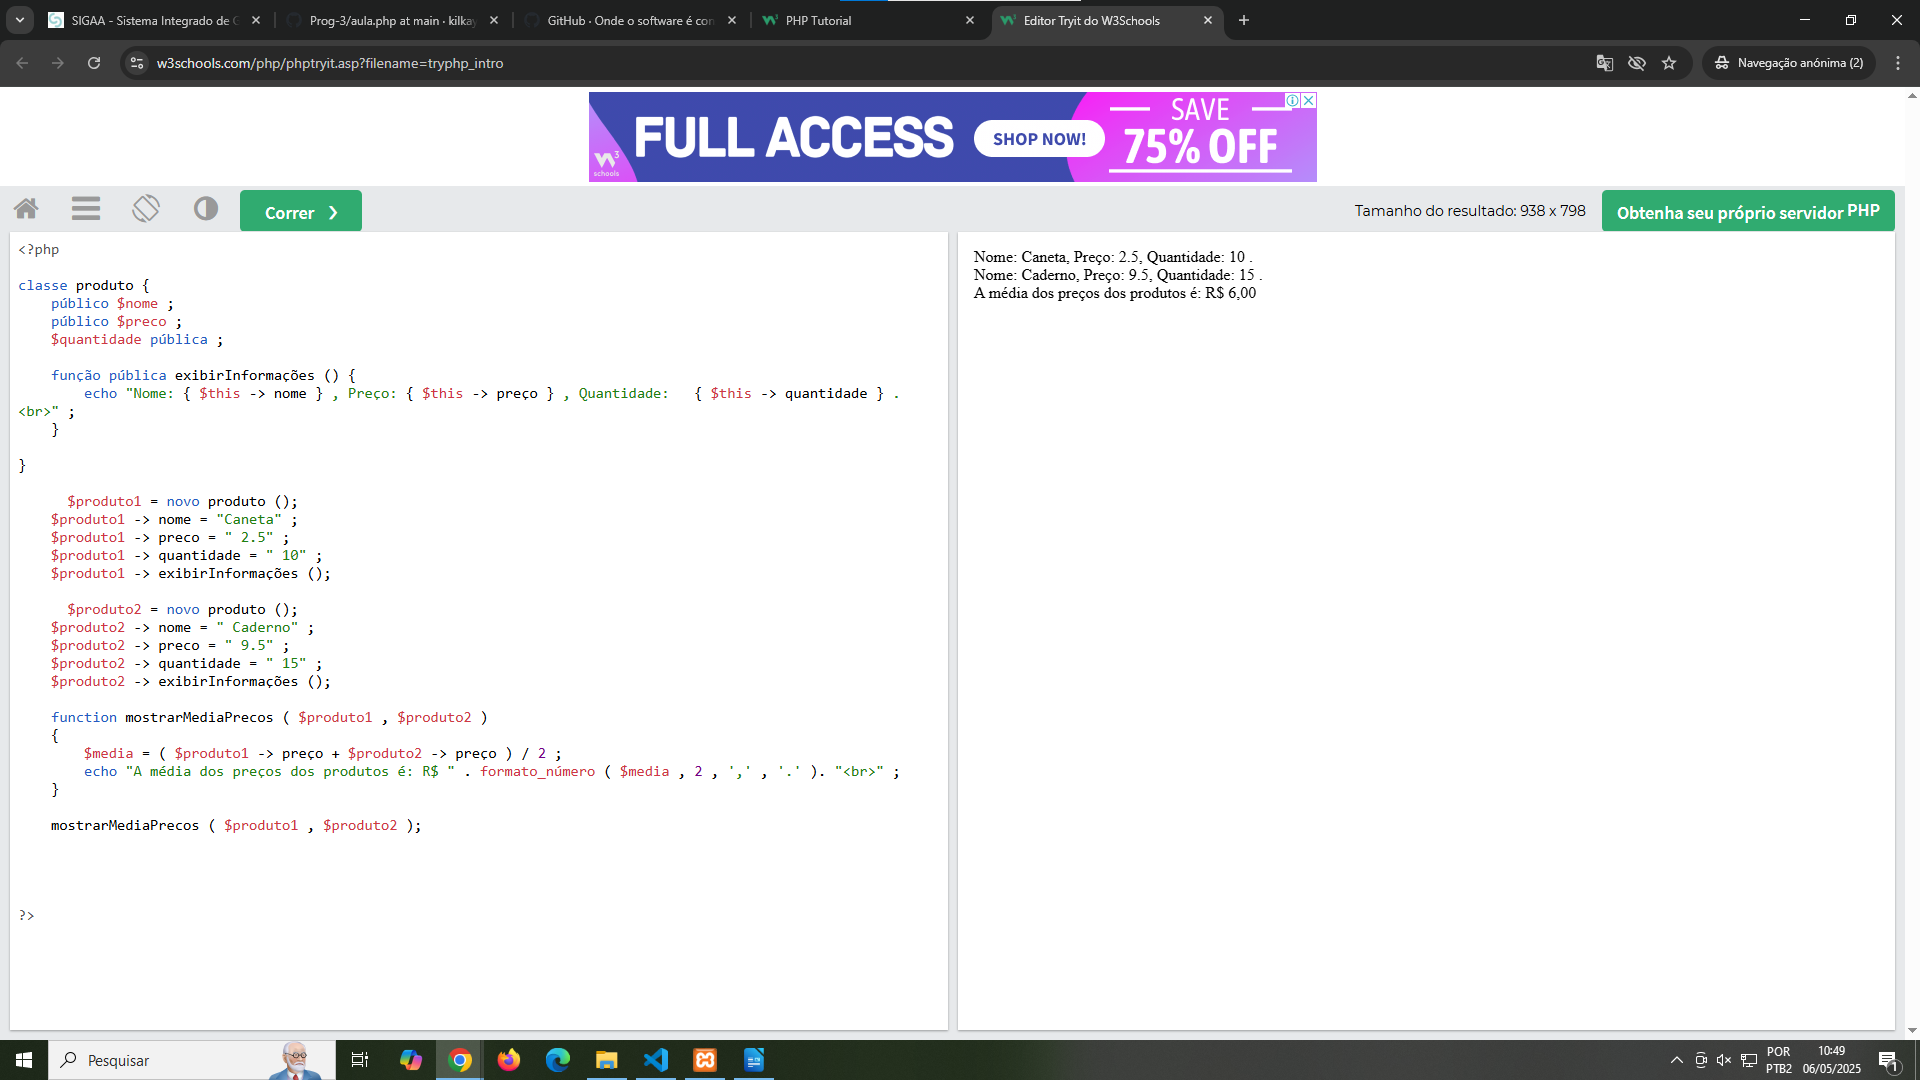 SIGAA - Sistema Integrado de G
Prog-3/aula.php at main · kilka
GitHub · Onde o software é con
PHP Tutorial
Editor Tryit do W3Schools
w3schools.com/php/phptryit.asp?filename=tryphp_intro
Navegação anónima (2)
W3 schools
FULL ACCESS
SHOP NOW!
SAVE
75% OFF
Correr ❯
Tamanho do resultado: 938 x 798
Obtenha seu próprio servidor PHP
<?php
classe produto {
público $nome ;
público $preco ;
$quantidade pública ;
função pública exibirInformações () {
echo "Nome: { $this -> nome } , Preço: { $this -> preço } , Quantidade: { $this -> quantidade } .
<br>" ;
}
}
$produto1 = novo produto ();
$produto1 -> nome = "Caneta" ;
$produto1 -> preco = " 2.5" ;
$produto1 -> quantidade = " 10" ;
$produto1 -> exibirInformações ();
$produto2 = novo produto ();
$produto2 -> nome = " Caderno" ;
$produto2 -> preco = " 9.5" ;
$produto2 -> quantidade = " 15" ;
$produto2 -> exibirInformações ();
function mostrarMediaPrecos ( $produto1 , $produto2 )
{
$media = ( $produto1 -> preço + $produto2 -> preço ) / 2 ;
echo "A média dos preços dos produtos é: R$ " . formato_número ( $media , 2 , ',' , '.' ). "<br>" ;
}
mostrarMediaPrecos ( $produto1 , $produto2 );
?>
Nome: Caneta, Preço: 2.5, Quantidade: 10 .
Nome: Caderno, Preço: 9.5, Quantidade: 15 .
A média dos preços dos produtos é: R$ 6,00
Pesquisar
POR
PTB2
10:49
06/05/2025
1